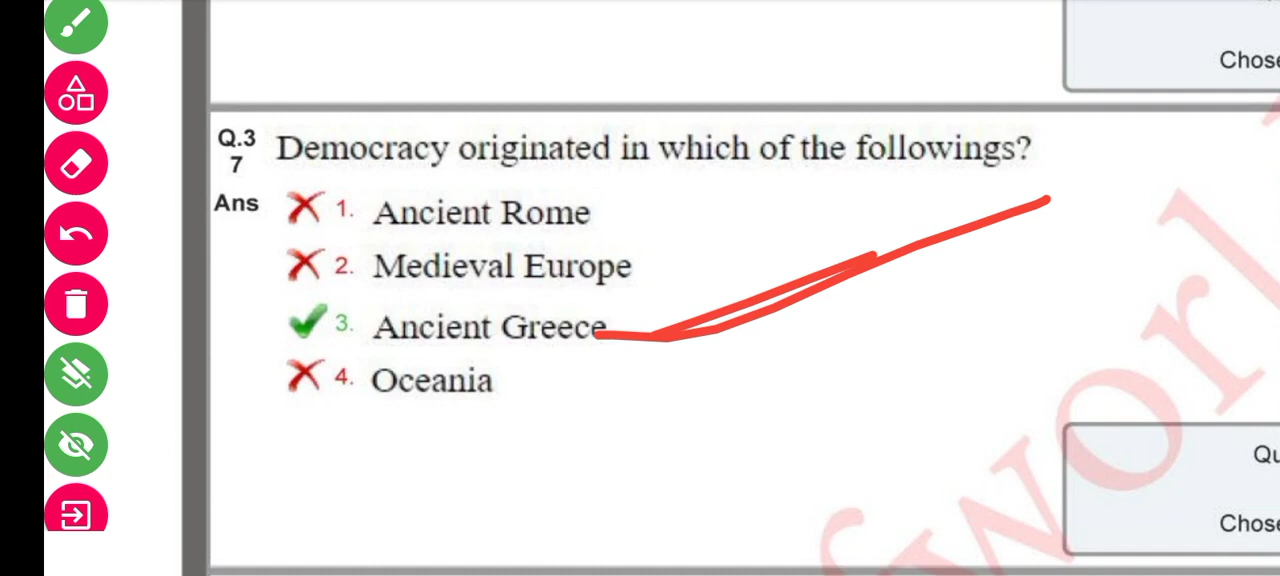 Chose
Q.3
7
Democracy originated in which of the followings?
Ans
1. Ancient Rome
2. Medieval Europe
3. Ancient Greece
4. Oceania
Qu
Chose